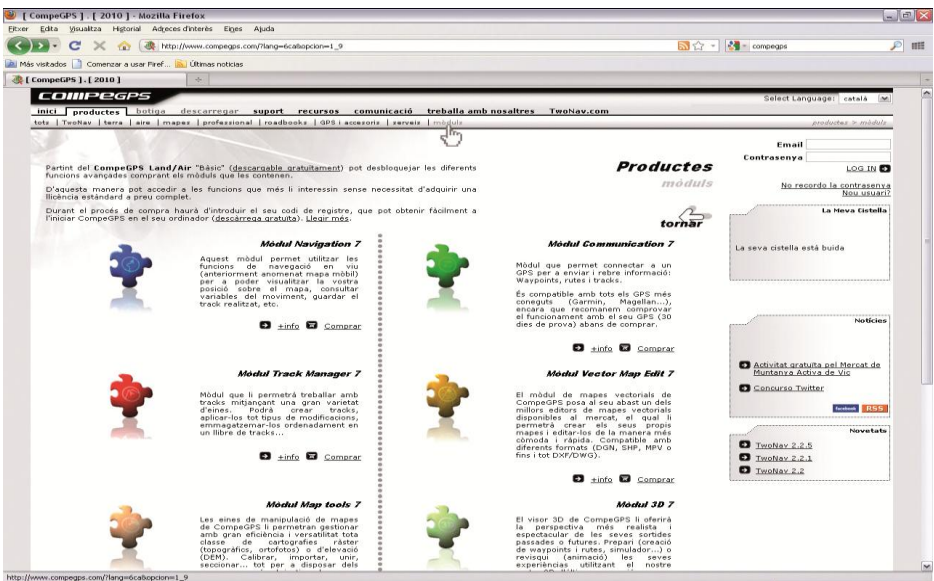 [ CompeGPS ] . [ 2010 ] - Mozilla Firefox
Fitxer Edita Visualitza Historial Adreces d'interès Eines Ajuda
http://www.compegps.com/?lang=6ca&opcion=1_9
compegps
Más visitados Comenzar a usar Firef... Últimas noticias
[ CompeGPS ] . [ 2010 ]
COMPEGPS
Select Language: català
inici productes botiga descarregar suport recursos comunicació treballa amb nosaltres TwoNav.com
tots | TwoNav | terra | aire | mapes | professional | roadbooks | GPS i accesoris | serveis | mòduls
productes > mòduls
Partint del CompeGPS Land/Air "Bàsic" (descargable gratuïtament) pot desbloquejar les diferents
funcions avançades comprant els mòduls que les contenen.
D'aquesta manera pot accedir a les funcions que més li interessin sense necessitat d'adquirir una
llicència estàndard a preu complet.
Durant el procés de compra haurà d'introduir el seu codi de registre, que pot obtenir fàcilment a
l'iniciar CompeGPS en el seu ordinador (descàrrega gratuïta). Llegir més.
Productes
mòduls
tornar
Email
Contrasenya
LOG IN
No recordo la contrasenya
Nou usuari?
La Meva Cistella
La seva cistella està buida
Mòdul Navigation 7
Aquest mòdul permet utilitzar les
funcions de navegació en viu
(anteriorment anomenat mapa mòbil)
per a poder visualitzar la vostra
posició sobre el mapa, consultar
variables del moviment, guardar el
track realitzat, etc.
+info Comprar
Mòdul Communication 7
Mòdul que permet connectar a un
GPS per a enviar i rebre informació:
Waypoints, rutes i tracks.
És compatible amb tots els GPS més
coneguts (Garmin, Magellan...),
encara que recomanem comprovar
el funcionament amb el seu GPS (30
dies de prova) abans de comprar.
+info Comprar
Notícies
Activitat gratuïta pel Mercat de
Muntanya Activa de Vic
Concurso Twitter
facebook RSS
Mòdul Track Manager 7
Mòdul que li permetrà treballar amb
tracks mitjançant una gran varietat
d'eines. Podrà crear tracks,
aplicar-los tot tipus de modificacions,
emmagatzemar-los ordenadament en
un llibre de tracks...
+info Comprar
Mòdul Vector Map Edit 7
El mòdul de mapes vectorials de
CompeGPS posa al seu abast un dels
millors editors de mapes vectorials
disponibles al mercat, el qual li
permetrà crear els seus propis
mapes i editar-los de la manera més
còmoda i ràpida. Compatible amb
diferents formats (DGN, SHP, MPV o
fins i tot DXF/DWG).
+info Comprar
Novetats
TwoNav 2.2.5
TwoNav 2.2.1
TwoNav 2.2
Mòdul Map tools 7
Les eines de manipulació de mapes
de CompeGPS li permetran gestionar
amb gran eficiència i versatilitat tota
classe de cartografies ràster
(topogràfics, ortofotos) o d'elevació
(DEM). Calibrar, importar, unir,
seccionar... tot per a disposar dels
Mòdul 3D 7
El visor 3D de CompeGPS li oferirà
la perspectiva més realista i
espectacular de les seves sortides
passades o futures. Prepari (creació
de waypoints i rutes, simulador...) o
revisqui (animació) les seves
experiències utilitzant el nostre
http://www.compegps.com/?lang=6ca&opcion=1_9